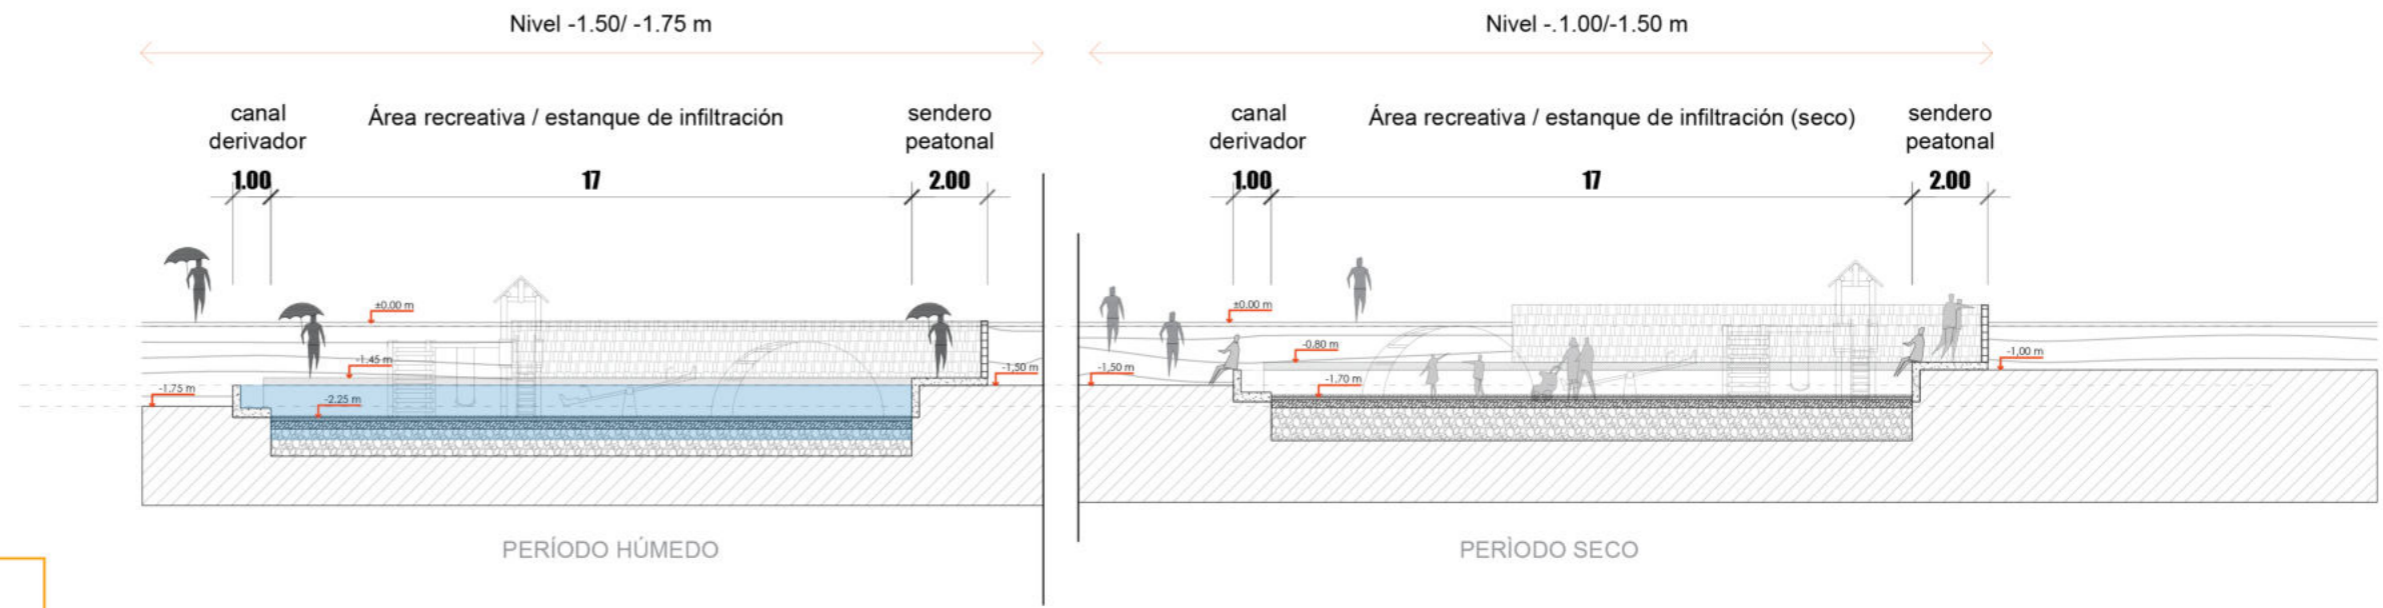 Nivel -1.50/ -1.75 m
canal
derivador
Área recreativa / estanque de infiltración
sendero
peatonal
1.00
17
2.00
±0.00 m
-1.45 m
-1.75 m
-2.25 m
-1,50 m
PERÍODO HÚMEDO
Nivel -.1.00/-1.50 m
canal
derivador
Área recreativa / estanque de infiltración (seco)
sendero
peatonal
1.00
17
2.00
±0.00 m
-0.80 m
-1,50 m
-1,70 m
-1,00 m
PERÌODO SECO